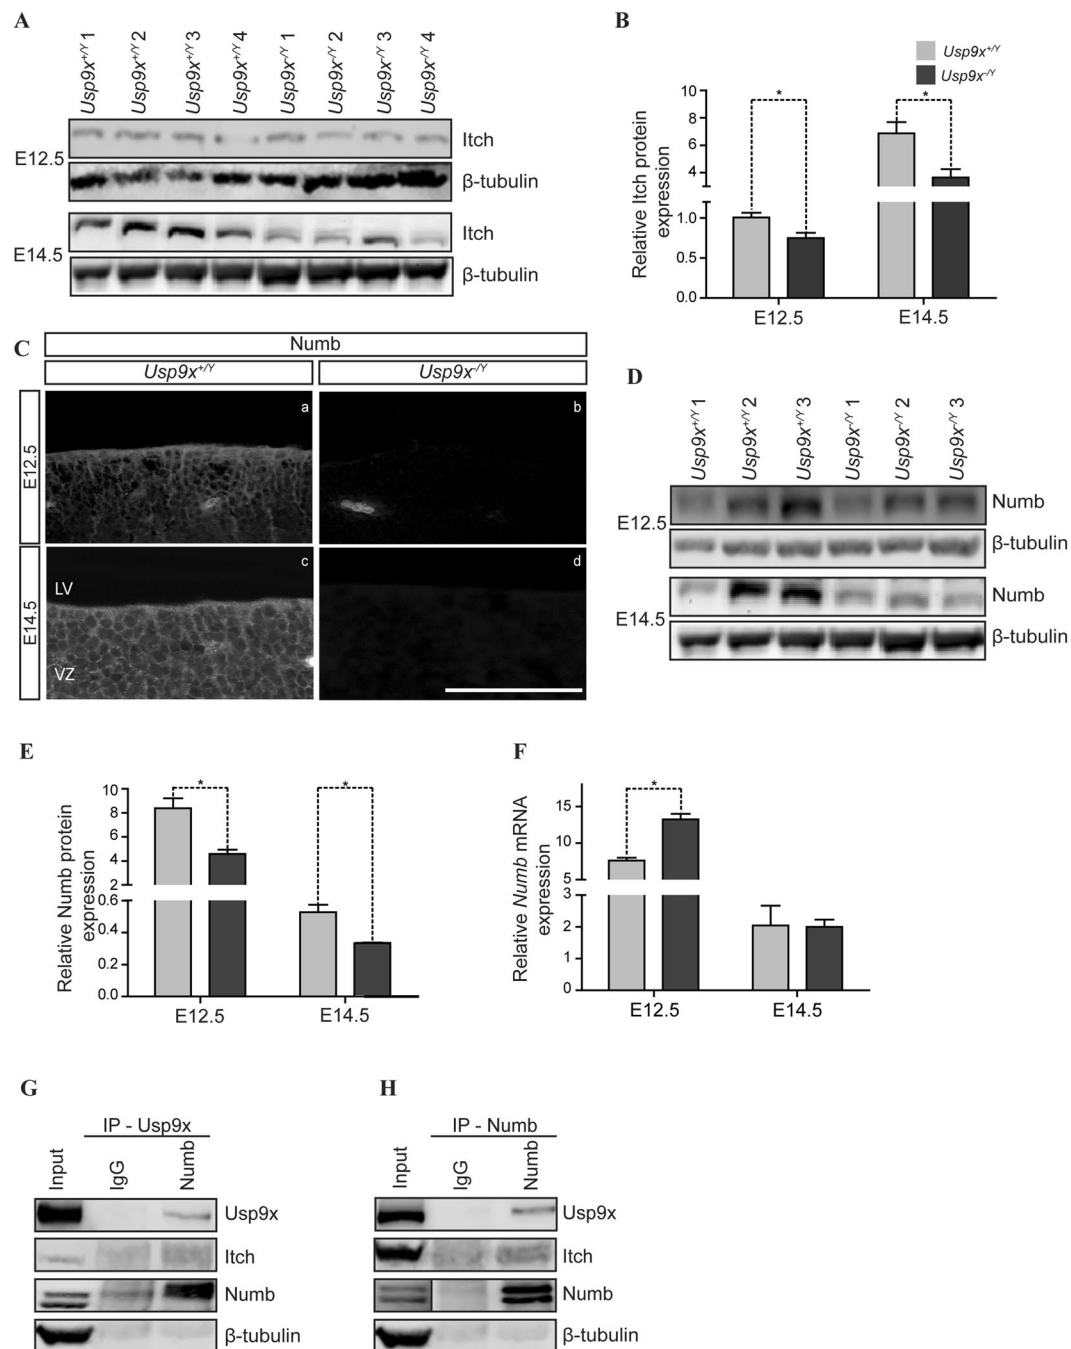 A
Usp9x+/Y 1
Usp9x+/Y 2
Usp9x+/Y 3
Usp9x+/Y 4
Usp9x-/Y 1
Usp9x-/Y 2
Usp9x-/Y 3
Usp9x-/Y 4
E12.5
Itch
β-tubulin
E14.5
Itch
β-tubulin
B
Usp9x+/Y
Usp9x-/Y
Relative Itch protein
expression
10
8
6
4
1.0
0.5
0.0
*
*
E12.5
E14.5
C
Numb
Usp9x+/Y
Usp9x-/Y
E12.5
a
b
E14.5
c
d
LV
VZ
D
Usp9x+/Y 1
Usp9x+/Y 2
Usp9x+/Y 3
Usp9x-/Y 1
Usp9x-/Y 2
Usp9x-/Y 3
E12.5
Numb
β-tubulin
E14.5
Numb
β-tubulin
E
Relative Numb protein
expression
10
8
6
4
2
0.6
0.4
0.2
0.0
*
*
E12.5
E14.5
F
Relative Numb mRNA
expression
15
10
5
3
2
1
0
*
E12.5
E14.5
G
IP - Usp9x
Input
IgG
Numb
Usp9x
Itch
Numb
β-tubulin
H
IP - Numb
Input
IgG
Numb
Usp9x
Itch
Numb
β-tubulin